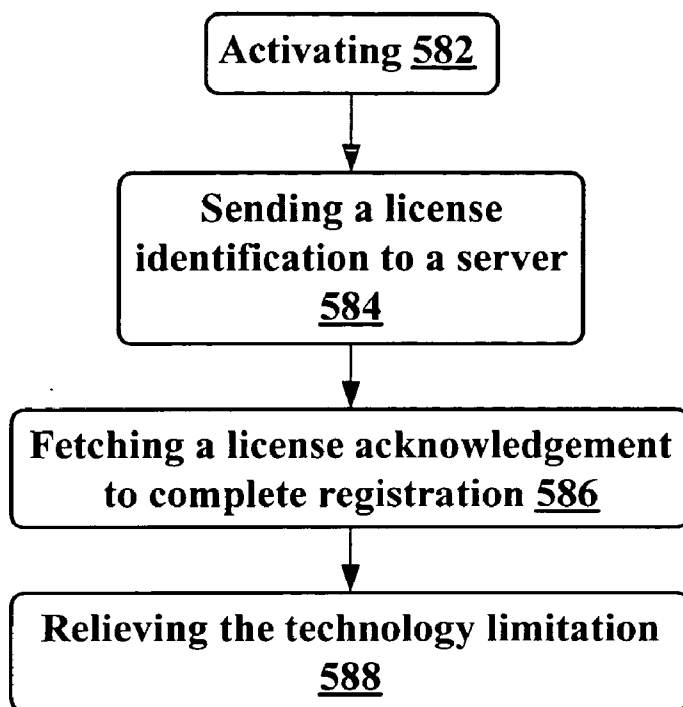 Activating 582
Sending a license
identification to a server
584
Fetching a license acknowledgement
to complete registration 586
Relieving the technology limitation
588